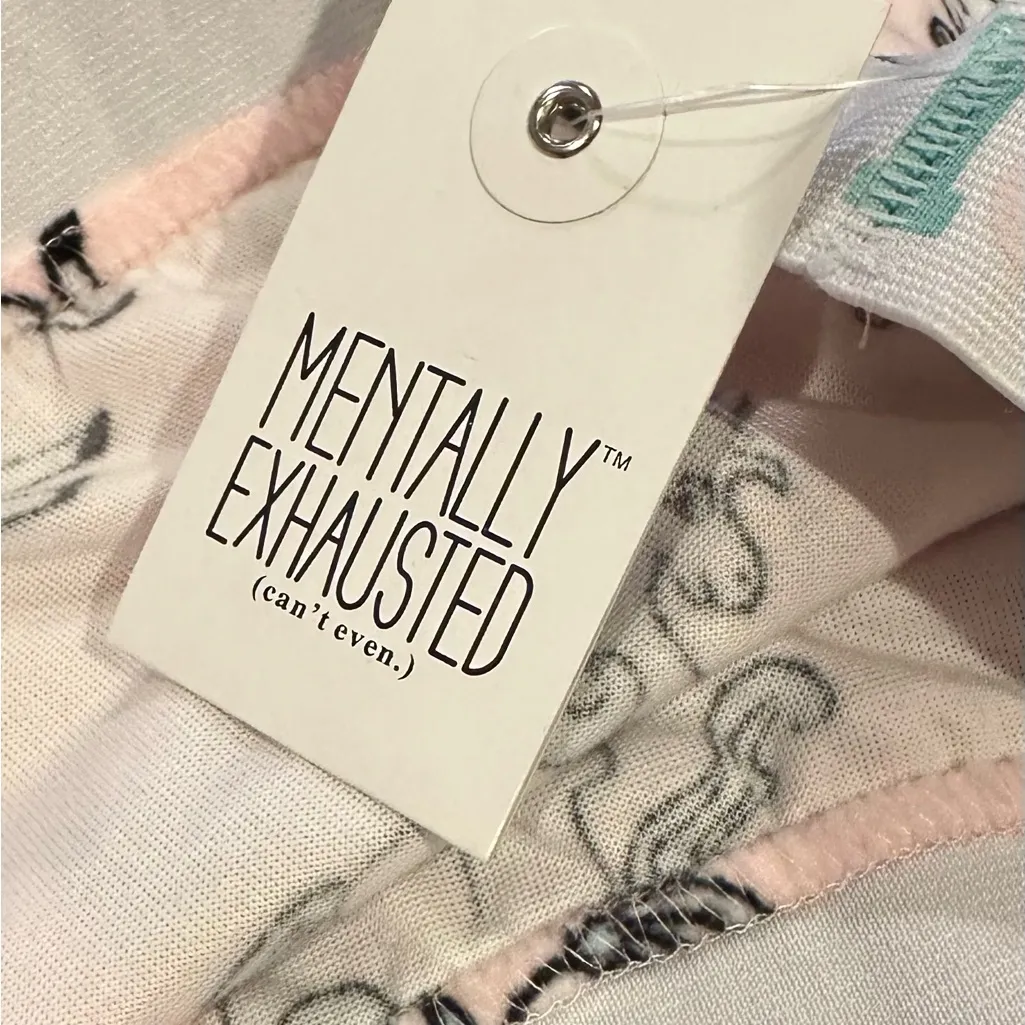 MENTALLY™
EXHAUSTED
(can't even.)